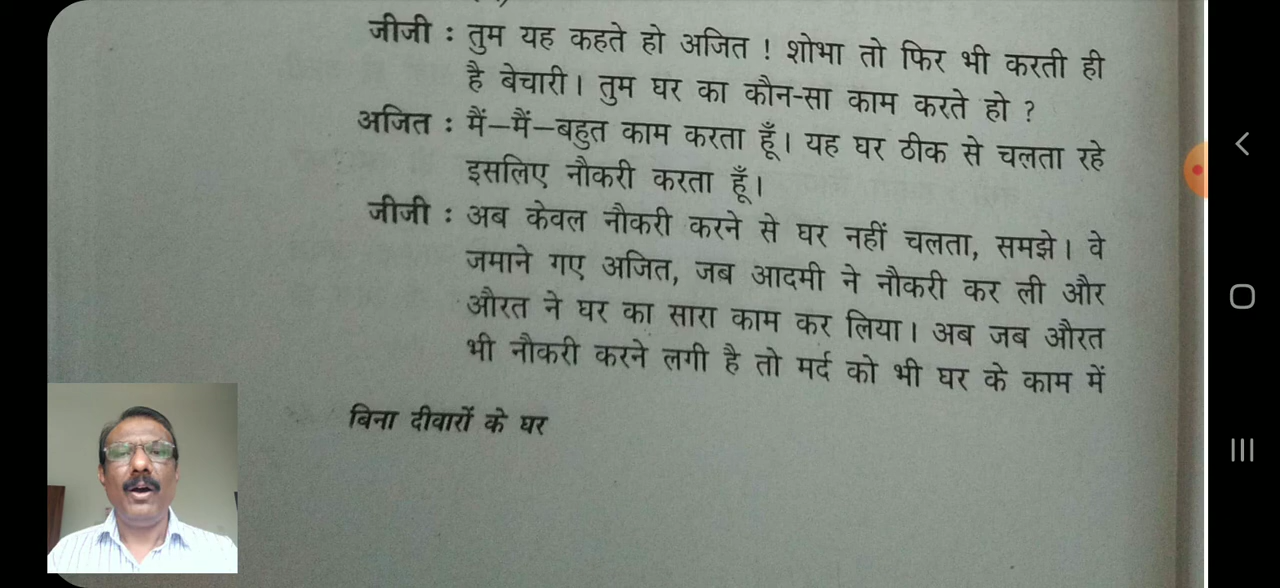 जीजी : तुम यह कहते हो अजित ! शोभा तो फिर भी करती ही
है बेचारी। तुम घर का कौन-सा काम करते हो ?
अजित : मैं—मैं—बहुत काम करता हूँ। यह घर ठीक से चलता रहे
इसलिए नौकरी करता हूँ।
जीजी : अब केवल नौकरी करने से घर नहीं चलता, समझे। वे
जमाने गए अजित, जब आदमी ने नौकरी कर ली और
औरत ने घर का सारा काम कर लिया। अब जब औरत
भी नौकरी करने लगी है तो मर्द को भी घर के काम में
बिना दीवारों के घर